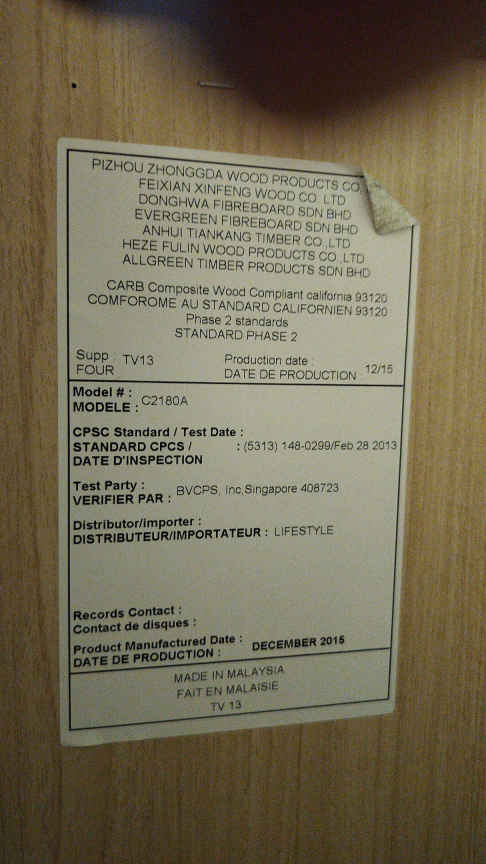 PIZHOU ZHONGGDA WOOD PRODUCTS CO.
FEIXIAN XINFENG WOOD CO. LTD
DONGHWA FIBREBOARD SDN BHD
EVERGREEN FIBREBOARD SDN BHD
ANHUI TIANKANG TIMBER CO.,LTD
HEZE FULIN WOOD PRODUCTS CO.,LTD
ALLGREEN TIMBER PRODUCTS SDN BHD
CARB Composite Wood Compliant california 93120
COMFOROME AU STANDARD CALIFORNIEN 93120
Phase 2 standards
STANDARD PHASE 2
Supp : TV13 Production date :
FOUR DATE DE PRODUCTION 12/15
Model # :
MODELE : C2180A
CPSC Standard / Test Date :
STANDARD CPCS / : (5313) 148-0299/Feb 28 2013
DATE D'INSPECTION
Test Party :
VERIFIER PAR : BVCPS, Inc,Singapore 408723
Distributor/importer :
DISTRIBUTEUR/IMPORTATEUR : LIFESTYLE
Records Contact :
Contact de disques :
Product Manufactured Date :
DATE DE PRODUCTION : DECEMBER 2015
MADE IN MALAYSIA
FAIT EN MALAISIE
TV 13